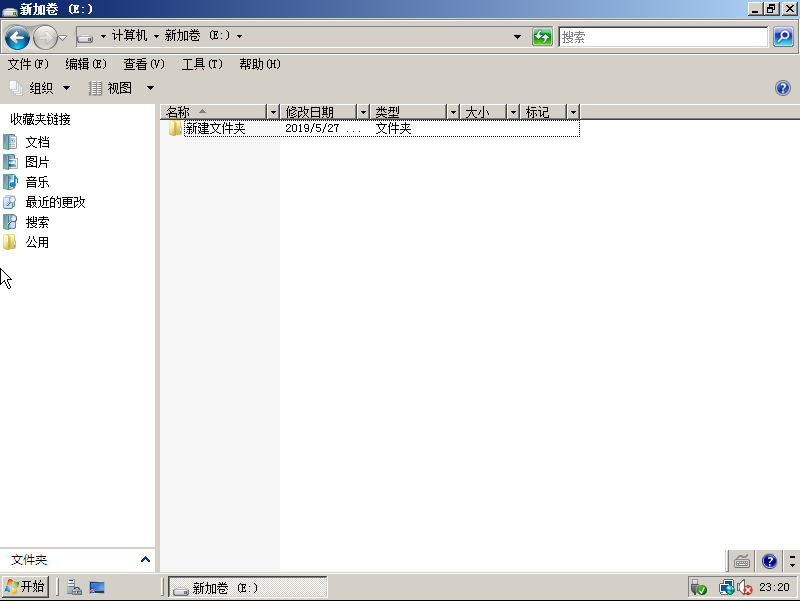 新加卷 (E:)
计算机 新加卷 (E:) 搜索
文件(F) 编辑(E) 查看(V) 工具(T) 帮助(H)
组织 视图
收藏夹链接
文档
图片
音乐
最近的更改
搜索
公用
文件夹
名称 修改日期 类型 大小 标记
新建文件夹 2019/5/27 ... 文件夹
开始 新加卷 (E:) 23:20